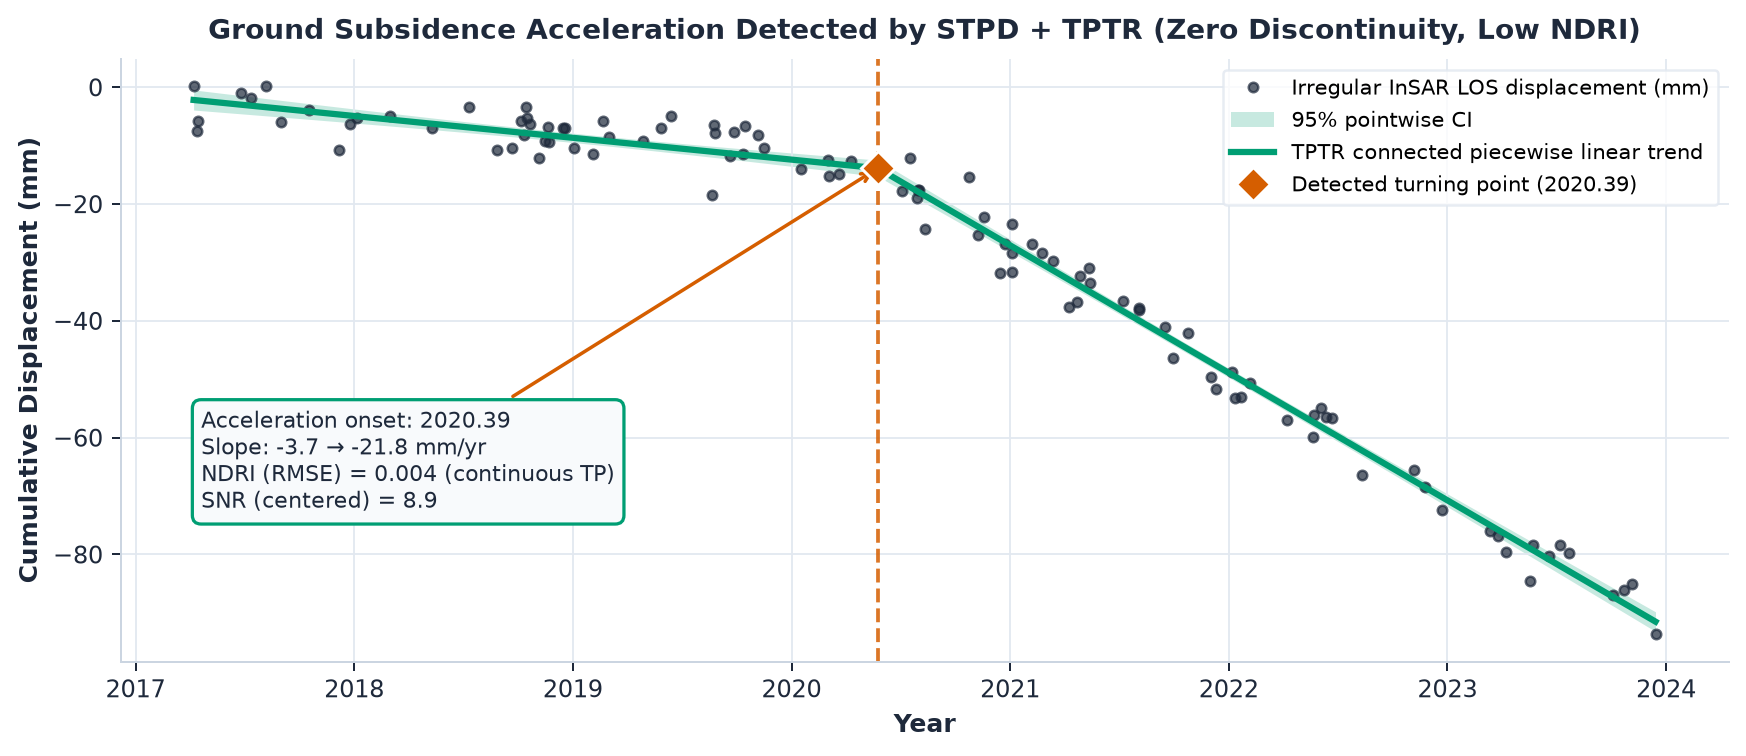 Ground Subsidence Acceleration Detected by STPD + TPTR (Zero Discontinuity, Low NDRI)
Cumulative Displacement (mm)
0
−20
−40
−60
−80
Irregular InSAR LOS displacement (mm)
95% pointwise CI
TPTR connected piecewise linear trend
Detected turning point (2020.39)
Acceleration onset: 2020.39
Slope: -3.7 → -21.8 mm/yr
NDRI (RMSE) = 0.004 (continuous TP)
SNR (centered) = 8.9
2017 2018 2019 2020 2021 2022 2023 2024
Year